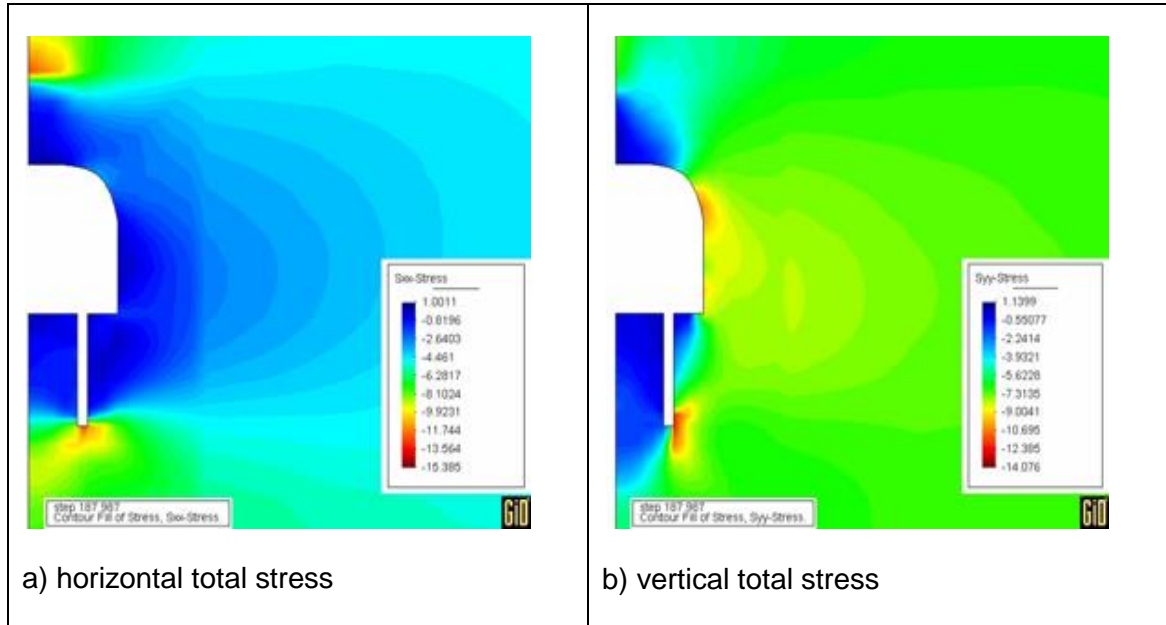 Sxx-Stress
1.0011
-0.8196
-2.6403
-4.461
-6.2817
-8.1024
-9.9231
-11.744
-13.564
-15.385
step 187.987
Contour Fill of Stress, Sxx-Stress.
GiD
a) horizontal total stress
Syy-Stress
1.1399
-0.55077
-2.2414
-3.9321
-5.6228
-7.3135
-9.0041
-10.695
-12.385
-14.076
step 187.987
Contour Fill of Stress, Syy-Stress.
GiD
b) vertical total stress